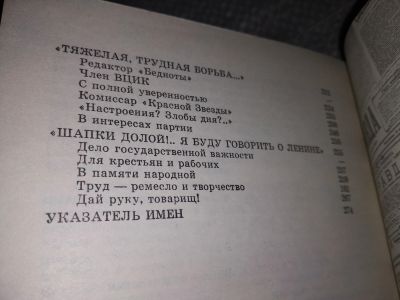 «ТЯЖЕЛАЯ, ТРУДНАЯ БОРЬБА...»
Редактор «Бедноты»
Член ВЦИК
С полной уверенностью
Комиссар «Красной Звезды»
«Настроения? Злобы дня?..»
В интересах партии
«ШАПКИ ДОЛОЙ!.. Я БУДУ ГОВОРИТЬ О ЛЕНИНЕ»
Дело государственной важности
Для крестьян и рабочих
В памяти народной
Труд — ремесло и творчество
Дай руку, товарищ!
УКАЗАТЕЛЬ ИМЕН